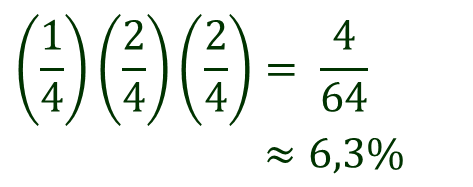 (1/4)(2/4)(2/4) = 4/64
≈ 6,3%